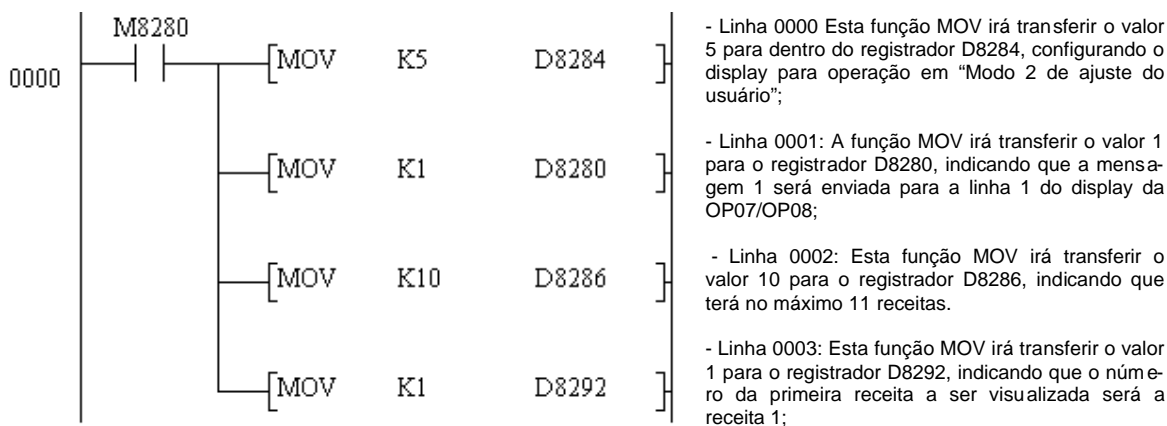 M8280
0000
[MOV K5 D8284 ]
[MOV K1 D8280 ]
[MOV K10 D8286 ]
[MOV K1 D8292 ]
- Linha 0000 Esta função MOV irá transferir o valor
5 para dentro do registrador D8284, configurando o
display para operação em “Modo 2 de ajuste do
usuário”;
- Linha 0001: A função MOV irá transferir o valor 1
para o registrador D8280, indicando que a mensa-
gem 1 será enviada para a linha 1 do display da
OP07/OP08;
- Linha 0002: Esta função MOV irá transferir o
valor 10 para o registrador D8286, indicando que
terá no máximo 11 receitas.
- Linha 0003: Esta função MOV irá transferir o valor
1 para o registrador D8292, indicando que o núme-
ro da primeira receita a ser visualizada será a
receita 1;